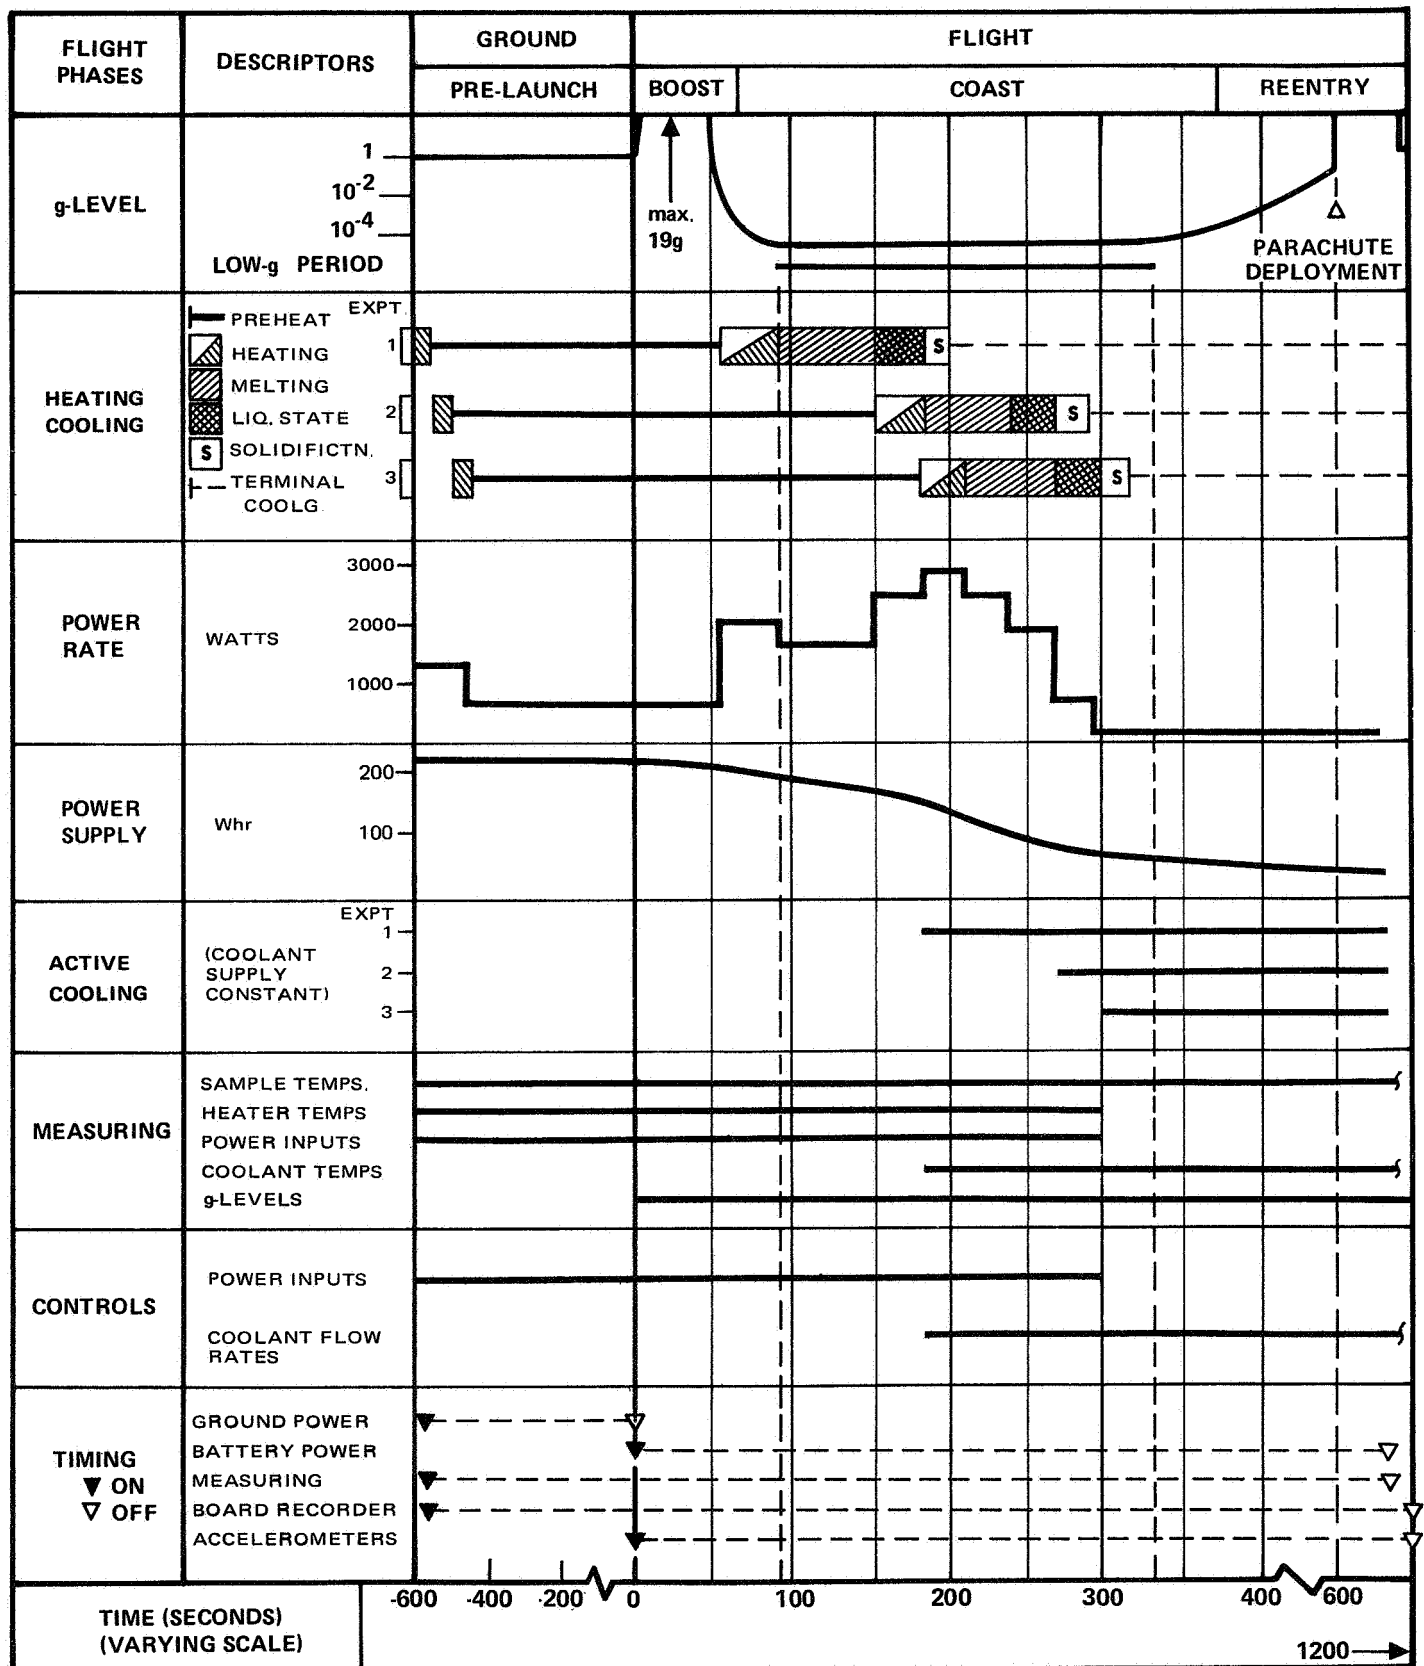 FLIGHT PHASES
DESCRIPTORS
GROUND
FLIGHT
PRE-LAUNCH
BOOST
COAST
REENTRY
g-LEVEL
1
10-2
10-4
LOW-g PERIOD
max.
19g
PARACHUTE
DEPLOYMENT
HEATING
COOLING
EXPT.
PREHEAT
HEATING
MELTING
LIQ. STATE
S SOLIDIFICTN.
TERMINAL
COOLG.
1
S
2
S
3
S
POWER
RATE
WATTS
3000
2000
1000
POWER
SUPPLY
Whr
200
100
ACTIVE
COOLING
(COOLANT
SUPPLY
CONSTANT)
EXPT
1
2
3
MEASURING
SAMPLE TEMPS.
HEATER TEMPS
POWER INPUTS
COOLANT TEMPS
g-LEVELS
CONTROLS
POWER INPUTS
COOLANT FLOW
RATES
TIMING
▼ ON
▽ OFF
GROUND POWER
BATTERY POWER
MEASURING
BOARD RECORDER
ACCELEROMETERS
TIME (SECONDS)
(VARYING SCALE)
-600 -400 -200 0 100 200 300 400 600
1200